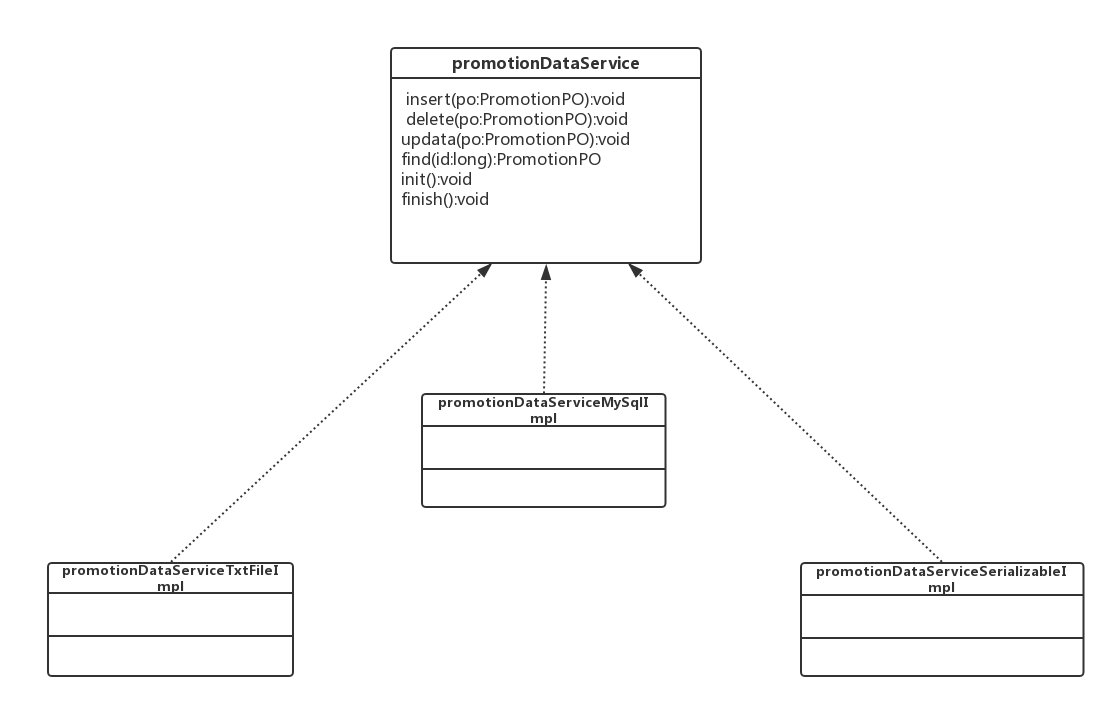 promotionDataService
insert(po:PromotionPO):void
delete(po:PromotionPO):void
updata(po:PromotionPO):void
find(id:long):PromotionPO
init():void
finish():void
promotionDataServiceMySqlI
mpl
promotionDataServiceTxtFileI
mpl
promotionDataServiceSerializableI
mpl